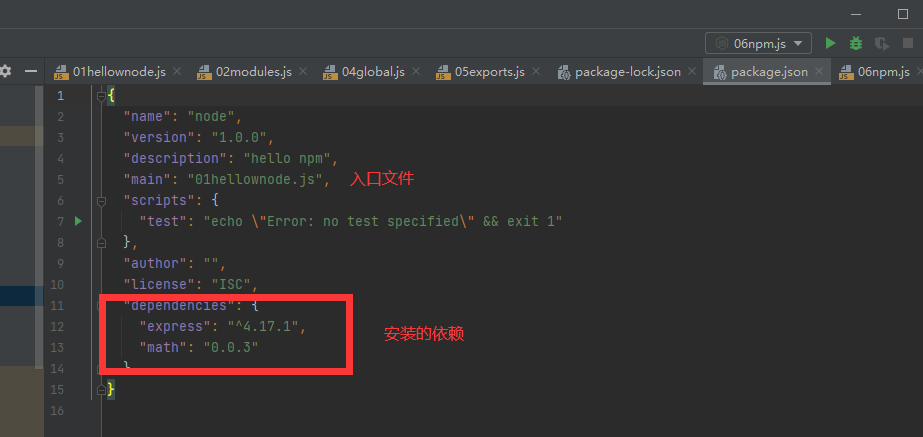 06npm.js
01hellownode.js
02modules.js
04global.js
05exports.js
package-lock.json
package.json
06npm.js
1 {
2 "name": "node",
3 "version": "1.0.0",
4 "description": "hello npm",
5 "main": "01hellownode.js", 入口文件
6 "scripts": {
7 "test": "echo \"Error: no test specified\" && exit 1"
8 },
9 "author": "",
10 "license": "ISC",
11 "dependencies": {
12 "express": "^4.17.1",
安装的依赖
13 "math": "0.0.3"
14 }
15 }
16